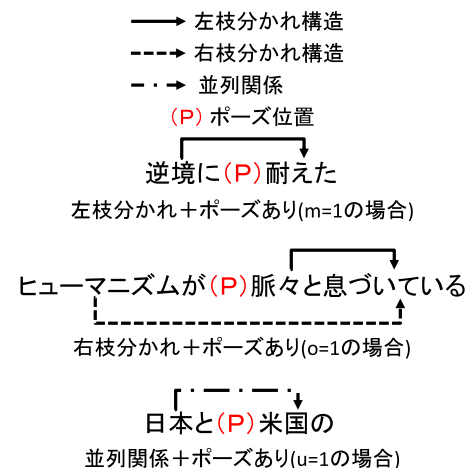 左枝分かれ構造
右枝分かれ構造
並列関係
（P）ポーズ位置
逆境に（P）耐えた
左枝分かれ＋ポーズあり(m=1の場合)
ヒューマニズムが（P）脈々と息づいている
右枝分かれ＋ポーズあり(o=1の場合)
日本と（P）米国の
並列関係＋ポーズあり(u=1の場合)